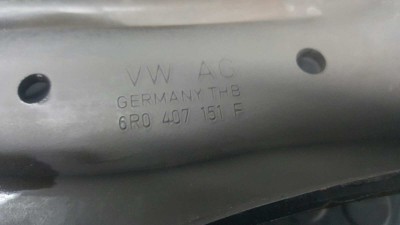 VW AG
GERMANY THB
6R0 407 151 F